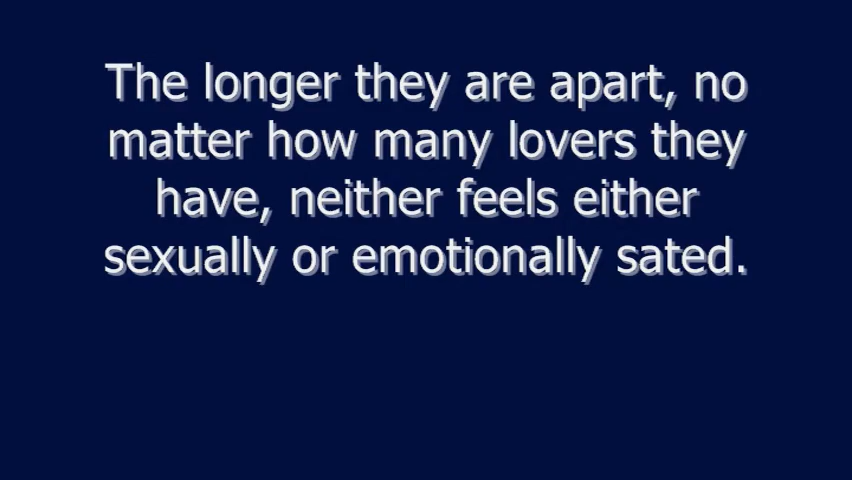 The longer they are apart, no
matter how many lovers they
have, neither feels either
sexually or emotionally sated.